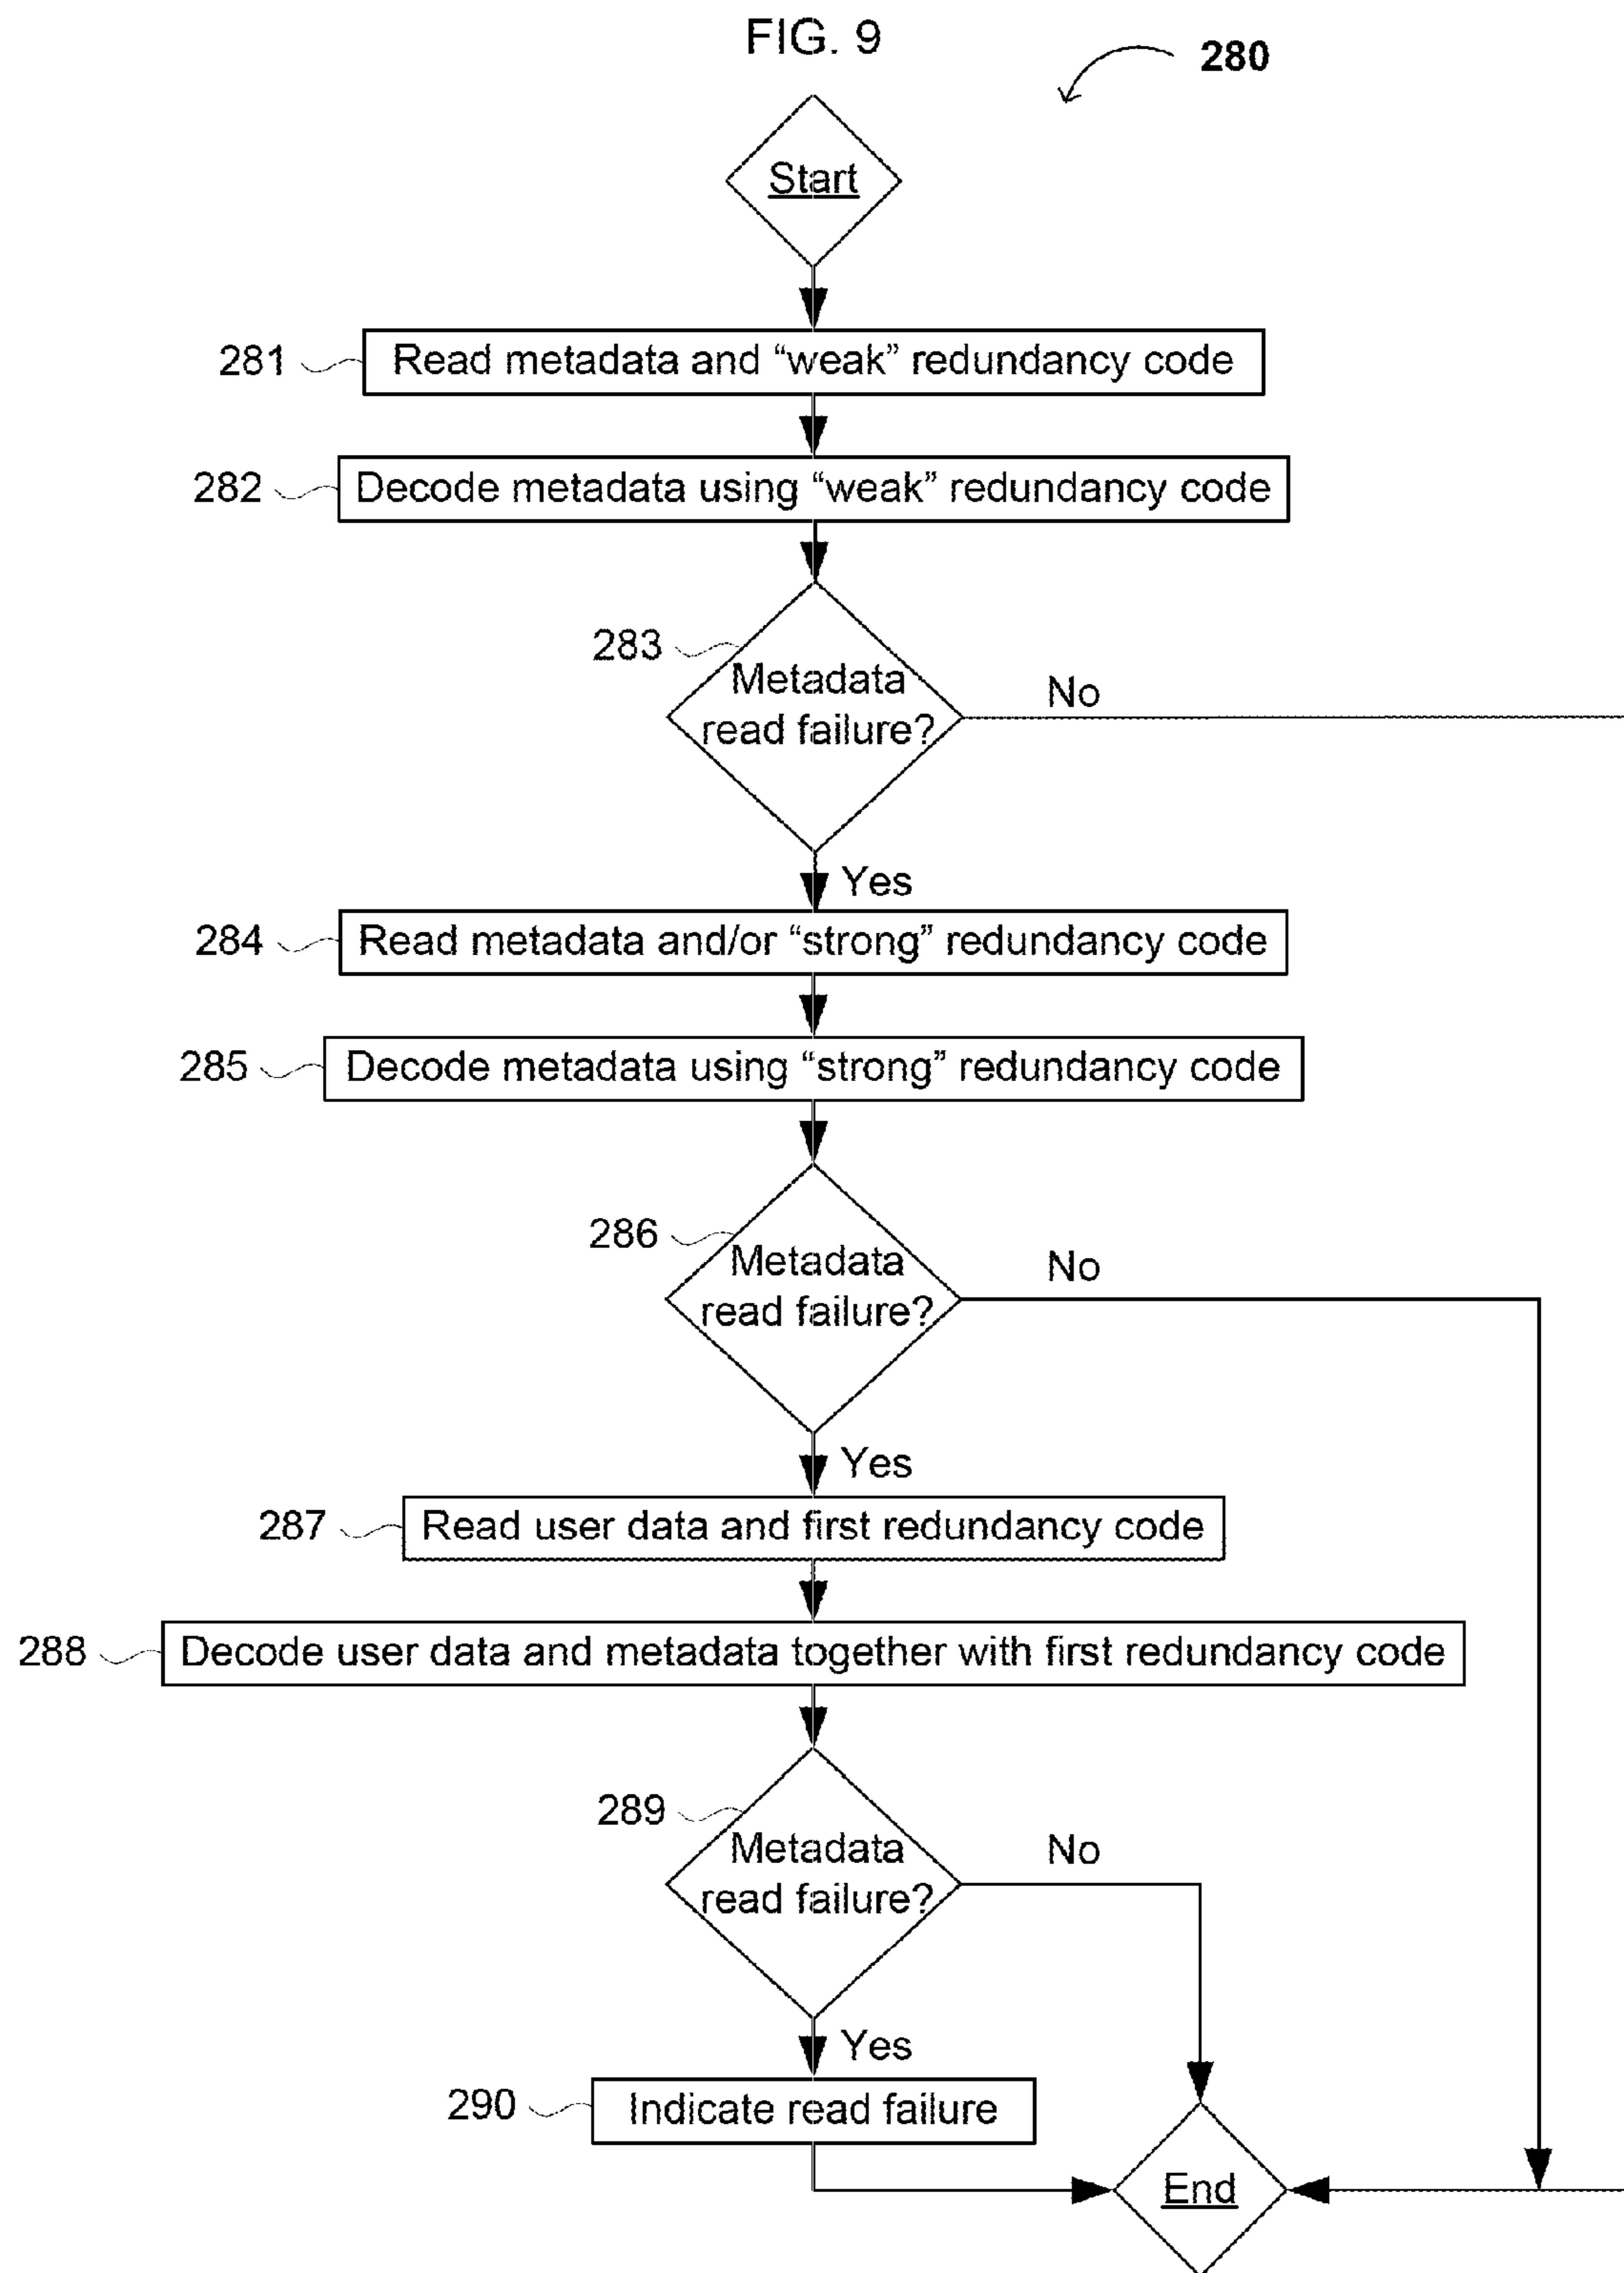 FIG. 9
280
Start
281
Read metadata and “weak” redundancy code
282
Decode metadata using “weak” redundancy code
283
Metadata
read failure?
No
Yes
284
Read metadata and/or “strong” redundancy code
285
Decode metadata using “strong” redundancy code
286
Metadata
read failure?
No
Yes
287
Read user data and first redundancy code
288
Decode user data and metadata together with first redundancy code
289
Metadata
read failure?
No
Yes
290
Indicate read failure
End